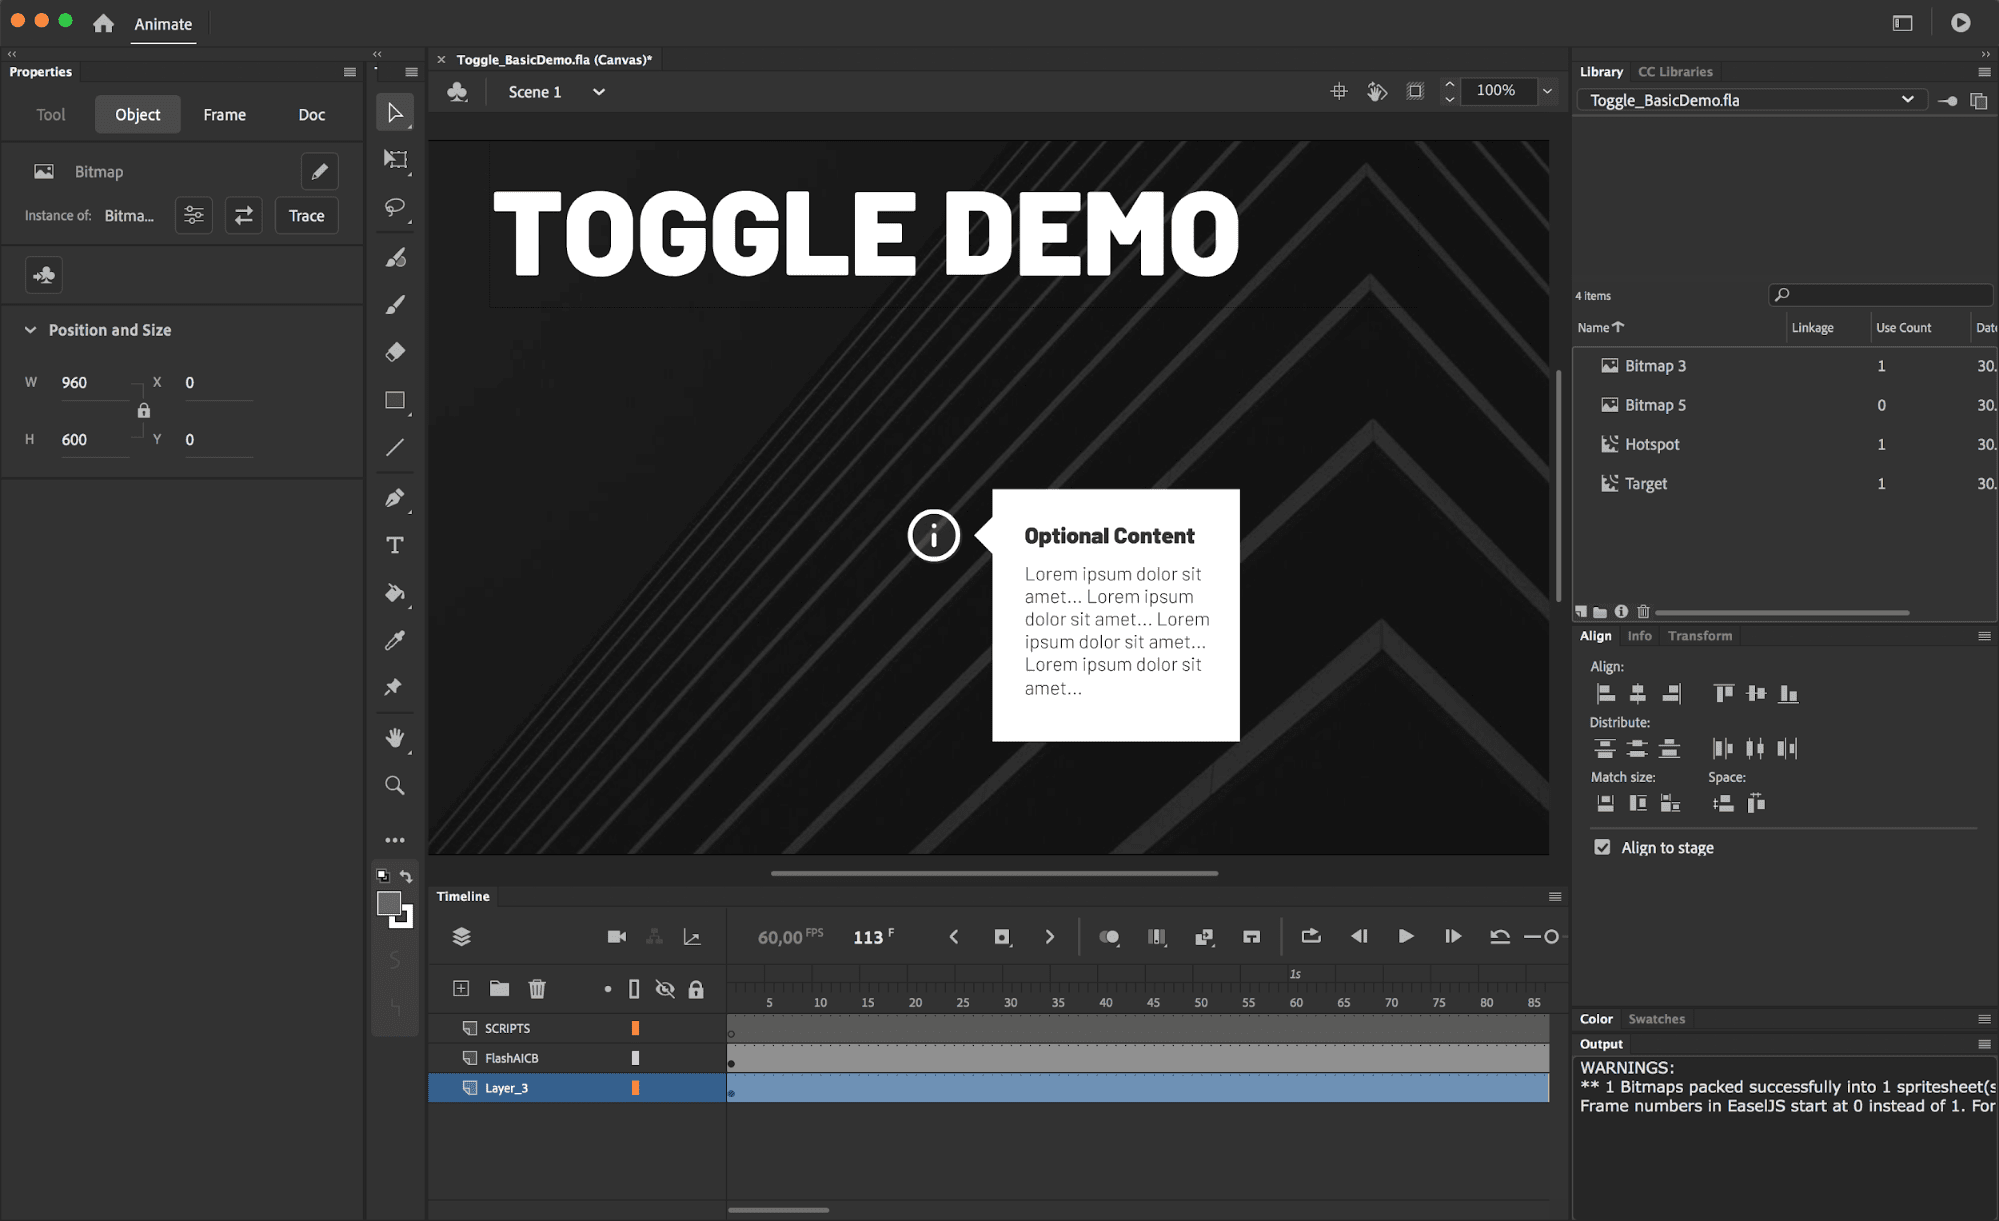 Animate
Properties
Tool
Object
Frame
Doc
Bitmap
Instance of:
Bitma...
Trace
Position and Size
W
960
X
0
H
600
Y
0
Toggle_BasicDemo.fla (Canvas)*
Scene 1
100%
TOGGLE DEMO
Optional Content
Lorem ipsum dolor sit
amet... Lorem ipsum
dolor sit amet... Lorem
ipsum dolor sit amet...
Lorem ipsum dolor sit
amet...
Timeline
60,00 FPS
113 F
1s
5 10 15 20 25 30 35 40 45 50 55 60 65 70 75 80 85
SCRIPTS
FlashAICB
Layer_3
Library
CC Libraries
Toggle_BasicDemo.fla
4 items
Name
Linkage
Use Count
Date
Bitmap 3
1
30.
Bitmap 5
0
30.
Hotspot
1
30.
Target
1
30.
Align
Info
Transform
Align:
Distribute:
Match size:
Space:
Align to stage
Color
Swatches
Output
WARNINGS:
** 1 Bitmaps packed successfully into 1 spritesheet(s
Frame numbers in EaselJS start at 0 instead of 1. For